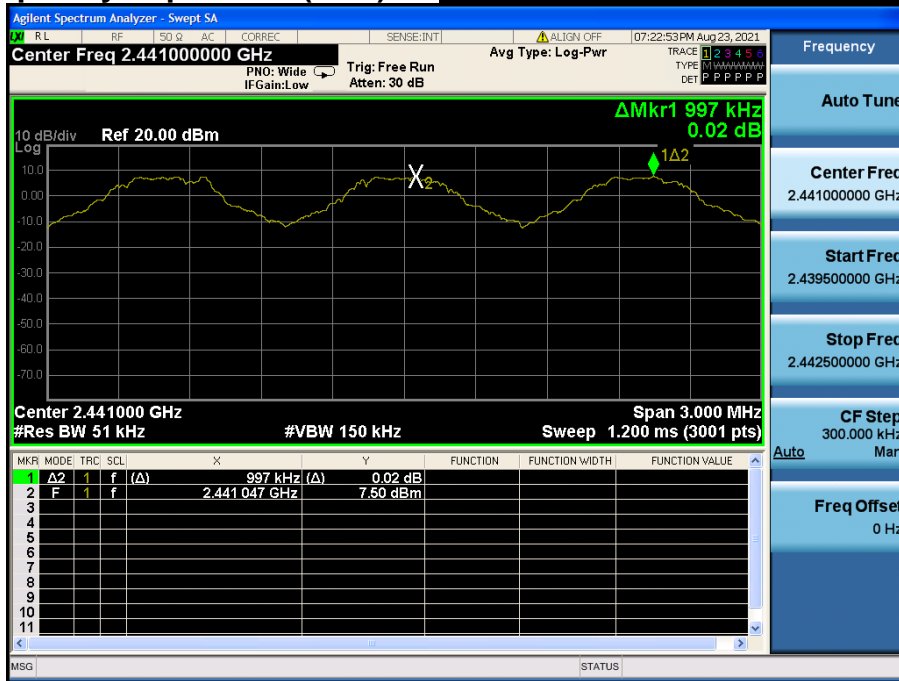 Agilent Spectrum Analyzer - Swept SA
LXI RL RF 50 Ω AC CORREC SENSE:INT ALIGN OFF 07:22:53 PM Aug 23, 2021
Center Freq 2.441000000 GHz
PNO: Wide
IFGain:Low
Trig: Free Run
Atten: 30 dB
Avg Type: Log-Pwr
TRACE 1 2 3 4 5 6
TYPE M WWWWW
DET P P P P P P
ΔMkr1 997 kHz
0.02 dB
10 dB/div Ref 20.00 dBm
Log
10.0
0.00
-10.0
-20.0
-30.0
-40.0
-50.0
-60.0
-70.0
1Δ2
X2
Center 2.441000 GHz Span 3.000 MHz
#Res BW 51 kHz #VBW 150 kHz Sweep 1.200 ms (3001 pts)
MKR MODE TRC SCL X Y FUNCTION FUNCTION WIDTH FUNCTION VALUE
1 Δ2 1 f (Δ) 997 kHz (Δ) 0.02 dB
2 F 1 f 2.441 047 GHz 7.50 dBm
3
4
5
6
7
8
9
10
11
MSG STATUS
Frequency
Auto Tune
Center Freq
2.441000000 GHz
Start Freq
2.439500000 GHz
Stop Freq
2.442500000 GHz
CF Step
300.000 kHz
Auto Man
Freq Offset
0 Hz